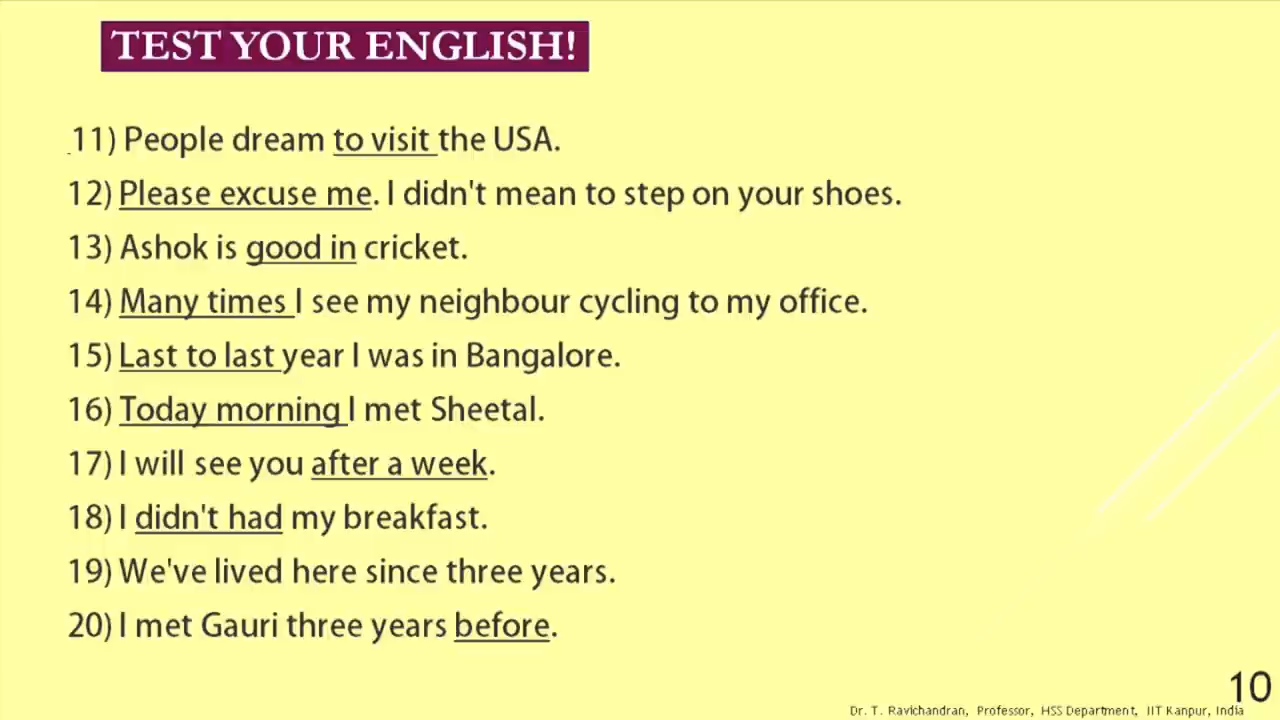 TEST YOUR ENGLISH!
11) People dream to visit the USA.
12) Please excuse me. I didn't mean to step on your shoes.
13) Ashok is good in cricket.
14) Many times I see my neighbour cycling to my office.
15) Last to last year I was in Bangalore.
16) Today morning I met Sheetal.
17) I will see you after a week.
18) I didn't had my breakfast.
19) We've lived here since three years.
20) I met Gauri three years before.
10
Dr. T. Ravichandran, Professor, HSS Department, IIT Kanpur, India